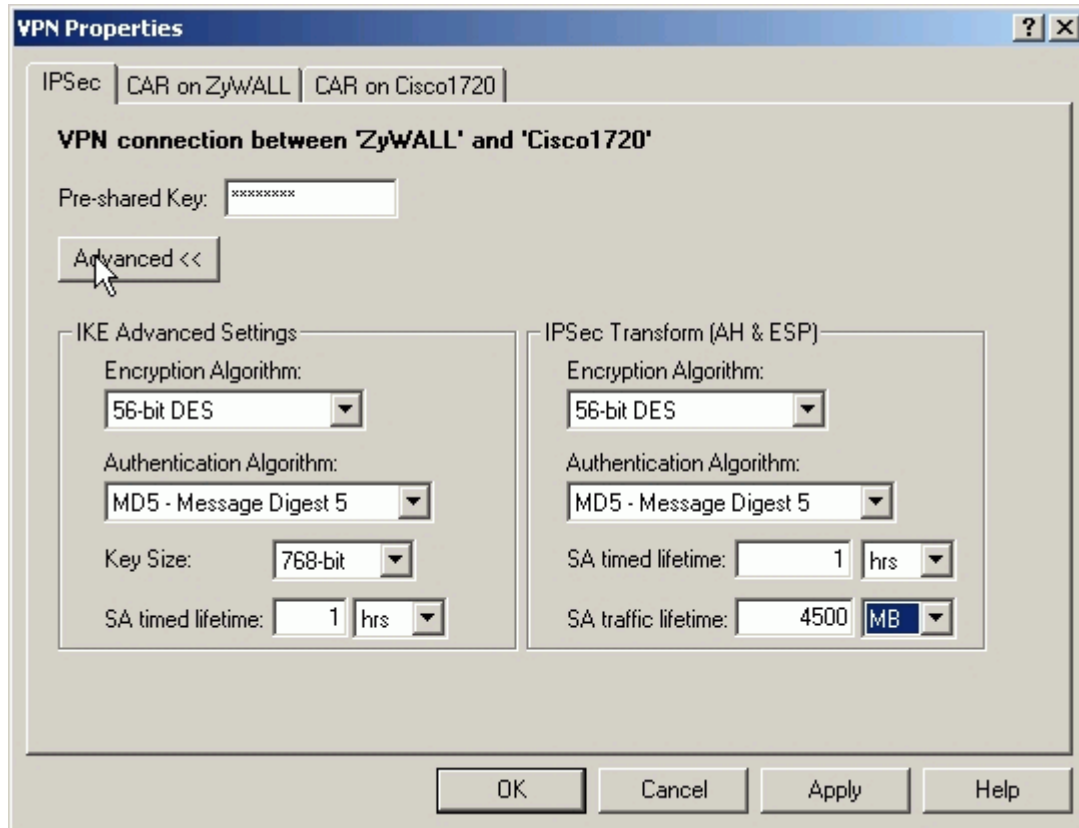 VPN Properties
IPSec CAR on ZyWALL CAR on Cisco1720
VPN connection between 'ZyWALL' and 'Cisco1720'
Pre-shared Key: ********
Advanced <<
IKE Advanced Settings
Encryption Algorithm:
56-bit DES
Authentication Algorithm:
MD5 - Message Digest 5
Key Size: 768-bit
SA timed lifetime: 1 hrs
IPSec Transform (AH & ESP)
Encryption Algorithm:
56-bit DES
Authentication Algorithm:
MD5 - Message Digest 5
SA timed lifetime: 1 hrs
SA traffic lifetime: 4500 MB
OK Cancel Apply Help